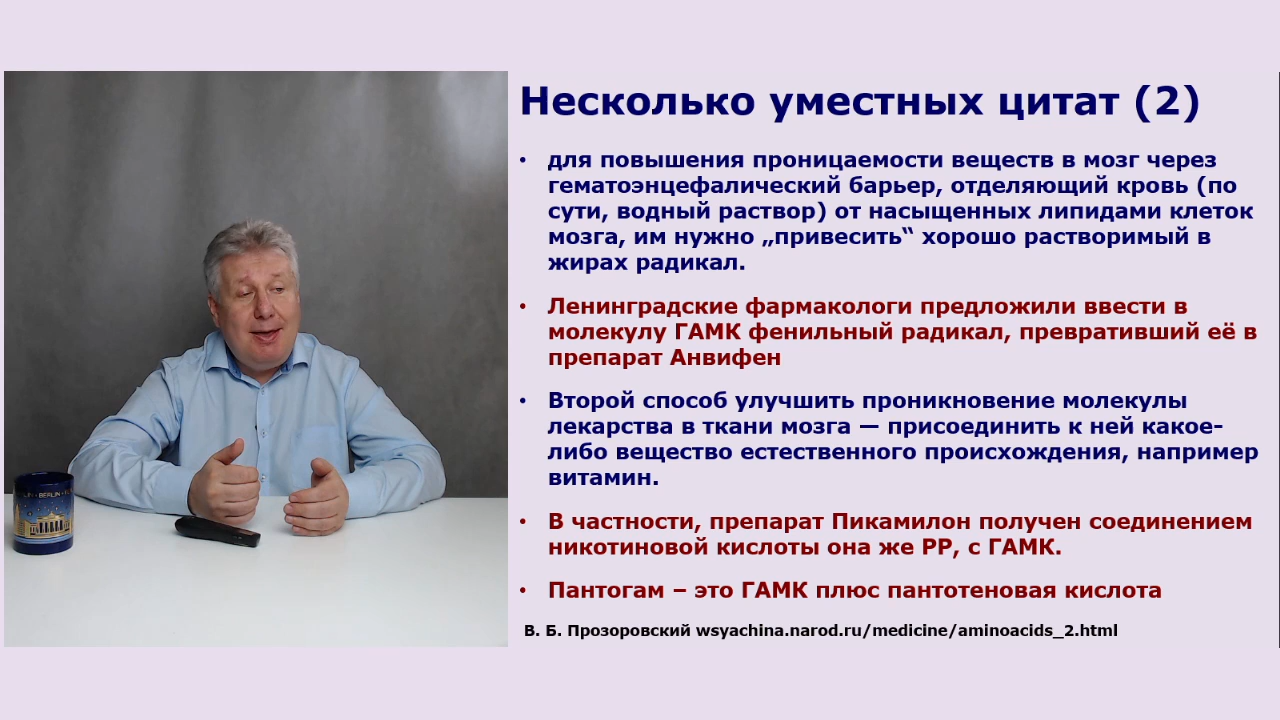 Несколько уместных цитат (2)
• для повышения проницаемости веществ в мозг через
гематоэнцефалический барьер, отделяющий кровь (по
сути, водный раствор) от насыщенных липидами клеток
мозга, им нужно „привесить‟ хорошо растворимый в
жирах радикал.
• Ленинградские фармакологи предложили ввести в
молекулу ГАМК фенильный радикал, превративший её в
препарат Анвифен
• Второй способ улучшить проникновение молекулы
лекарства в ткани мозга — присоединить к ней какое-
либо вещество естественного происхождения, например
витамин.
• В частности, препарат Пикамилон получен соединением
никотиновой кислоты она же РР, с ГАМК.
• Пантогам – это ГАМК плюс пантотеновая кислота
В. Б. Прозоровский wsyachina.narod.ru/medicine/aminoacids_2.html
BERLIN